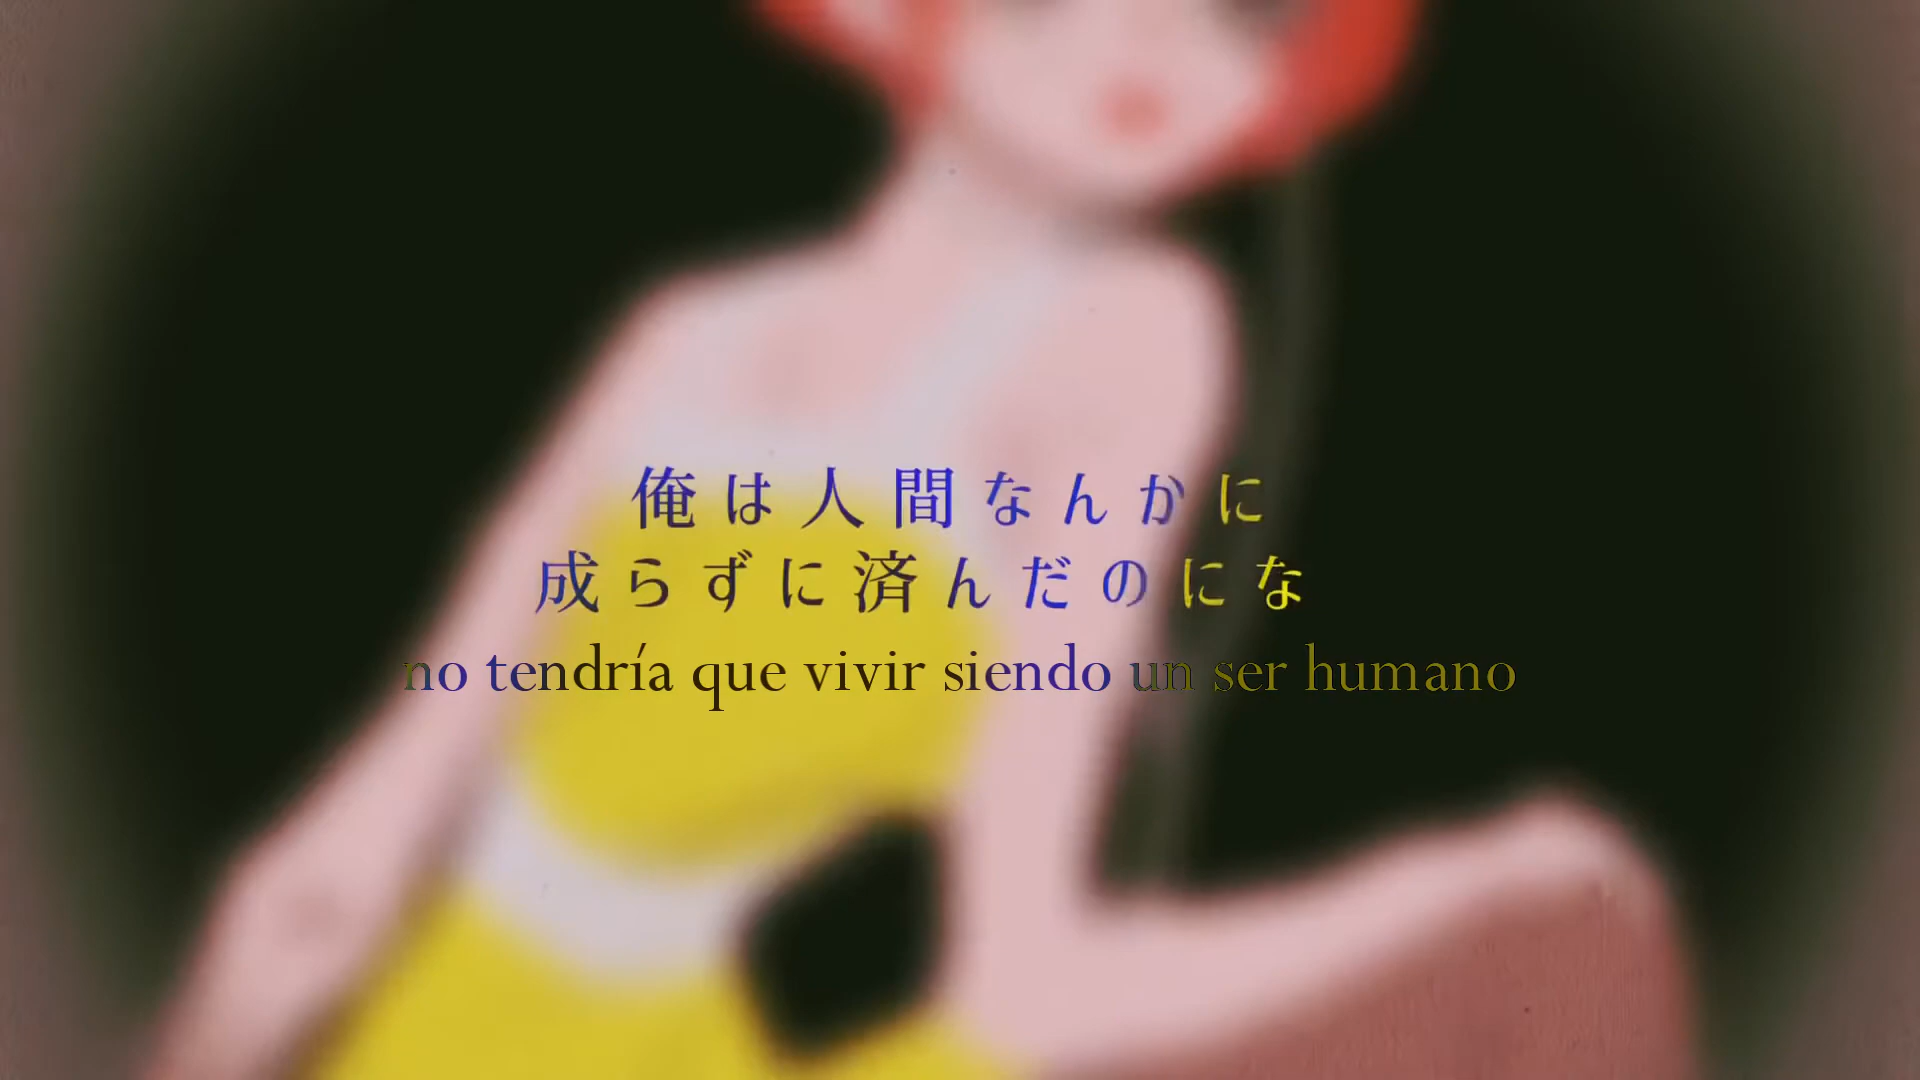 俺は人間なんかに
成らずに済んだのにな
no tendría que vivir siendo un ser humano